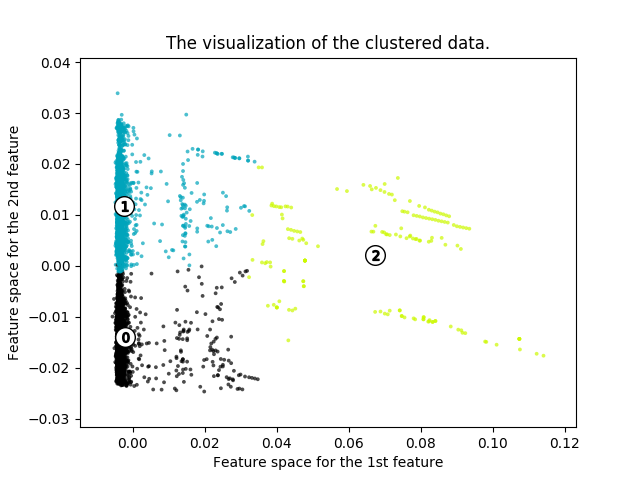 The visualization of the clustered data.
0.04
0.03
0.02
0.01
0.00
−0.01
−0.02
−0.03
Feature space for the 2nd feature
1
2
0
0.00 0.02 0.04 0.06 0.08 0.10 0.12
Feature space for the 1st feature